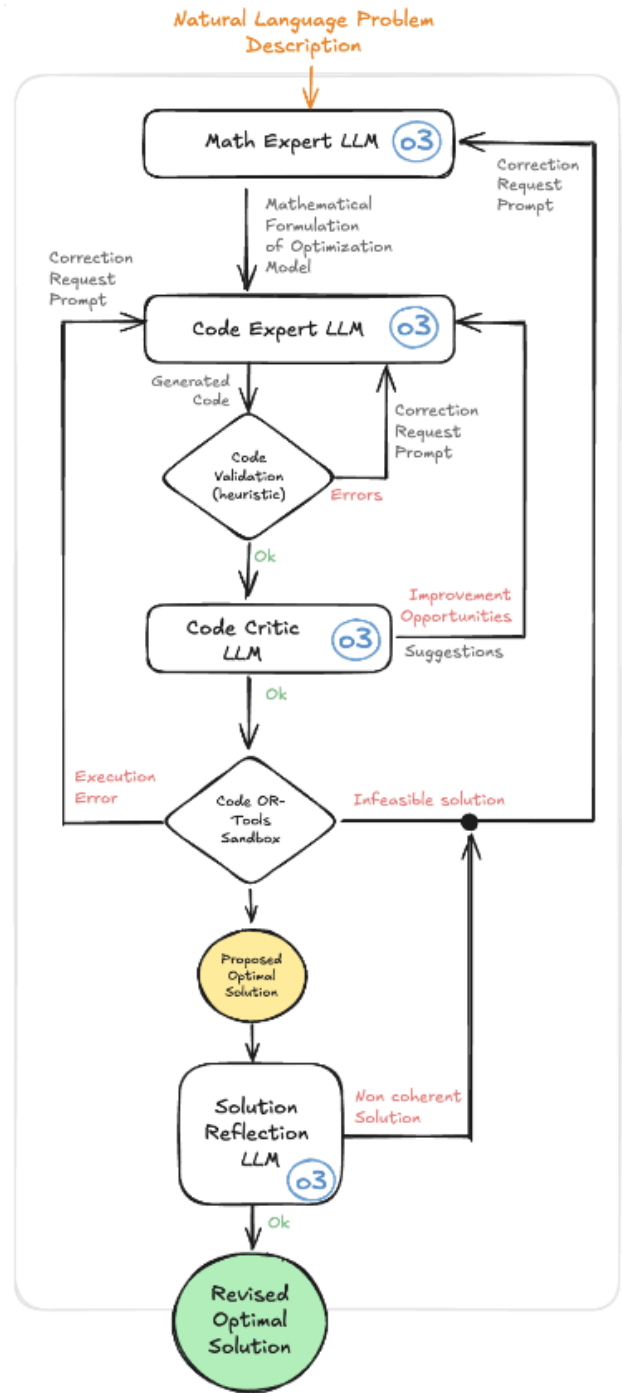 Natural Language Problem
Description
Math Expert LLM
o3
Correction
Request
Prompt
Mathematical
Formulation
of Optimization
Model
Correction
Request
Prompt
Code Expert LLM
o3
Generated
Code
Correction
Request
Prompt
Code
Validation
(heuristic)
Errors
Ok
Improvement
Opportunities
Code Critic
LLM
o3
Suggestions
Ok
Execution
Error
Code OR-
Tools
Sandbox
Infeasible solution
Proposed
Optimal
Solution
Non coherent
Solution
Solution
Reflection
LLM
o3
Ok
Revised
Optimal
Solution